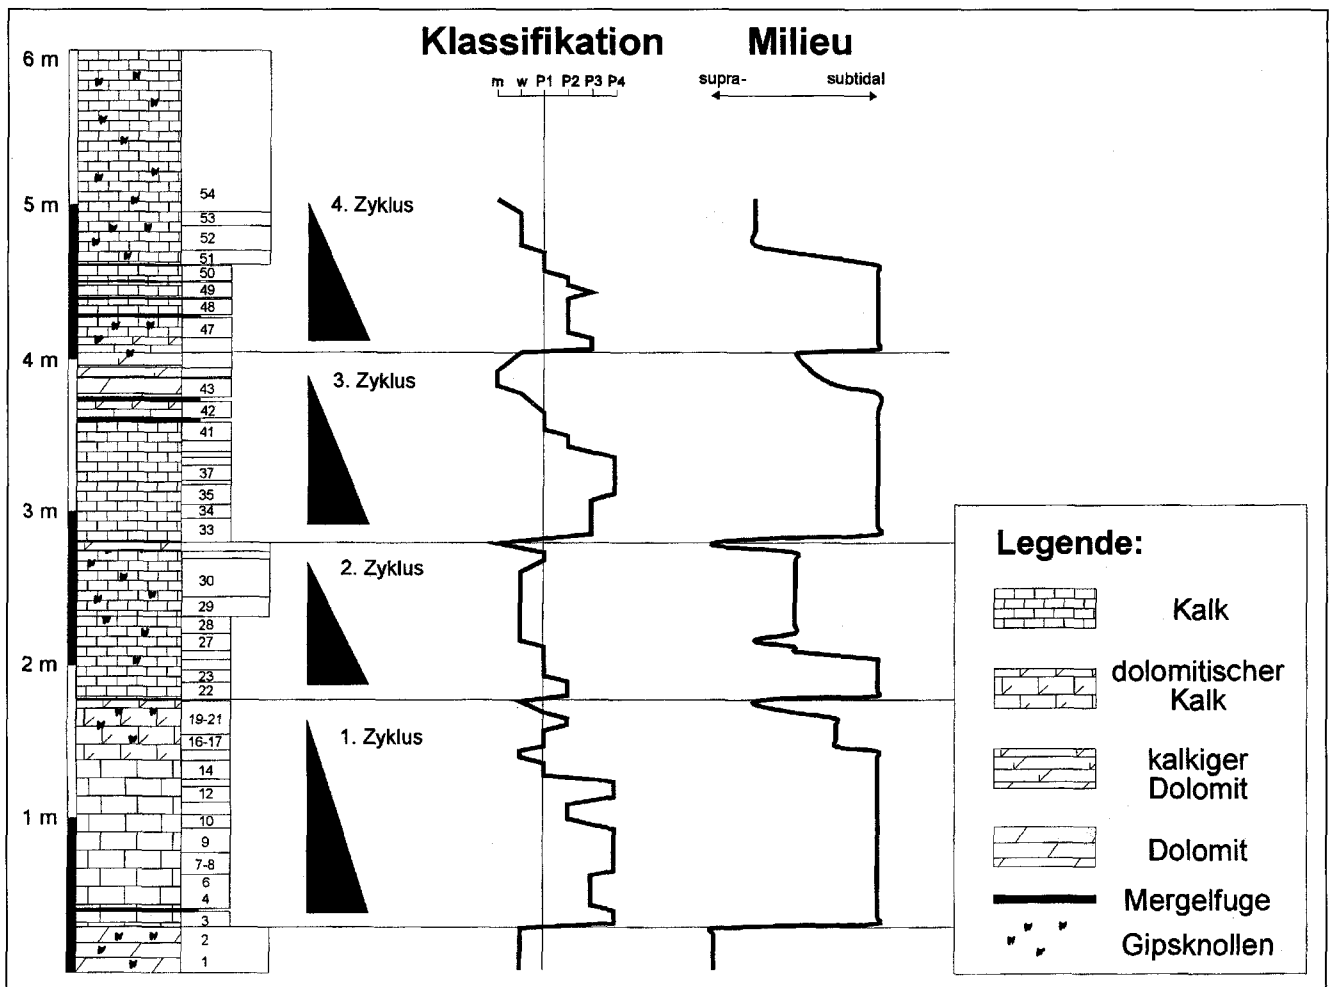 Klassifikation
Milieu
m w P1 P2 P3 P4
supra- subtidal
6 m
5 m
4 m
3 m
2 m
1 m
54
53
52
51
50
49
48
47
43
42
41
37
35
34
33
30
29
28
27
23
22
19-21
16-17
14
12
10
9
7-8
6
4
3
2
1
4. Zyklus
3. Zyklus
2. Zyklus
1. Zyklus
Legende:
Kalk
dolomitischer
Kalk
kalkiger
Dolomit
Dolomit
Mergelfuge
Gipsknollen